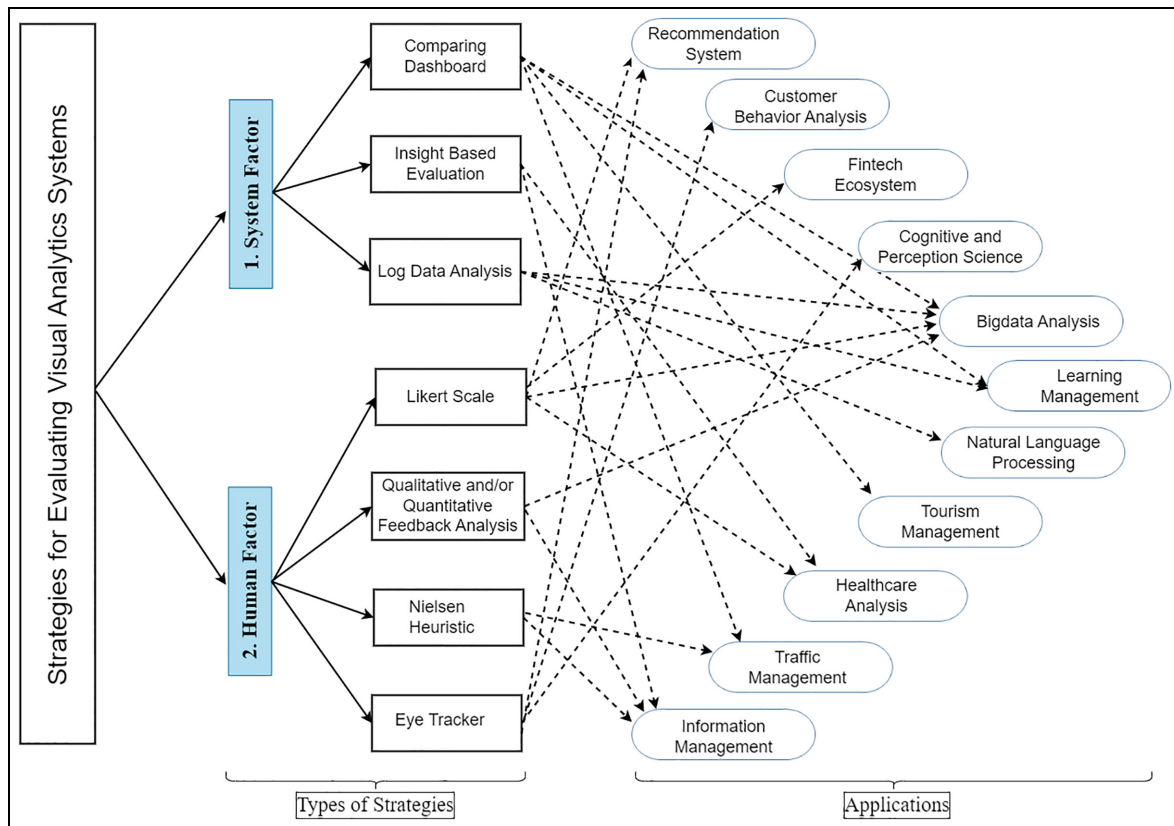 Strategies for Evaluating Visual Analytics Systems
1. System Factor
2. Human Factor
Comparing
Dashboard
Insight Based
Evaluation
Log Data Analysis
Likert Scale
Qualitative and/or
Quantitative
Feedback Analysis
Nielsen
Heuristic
Eye Tracker
Recommendation
System
Customer
Behavior Analysis
Fintech
Ecosystem
Cognitive and
Perception Science
Bigdata Analysis
Learning
Management
Natural Language
Processing
Tourism
Management
Healthcare
Analysis
Traffic
Management
Information
Management
Types of Strategies
Applications